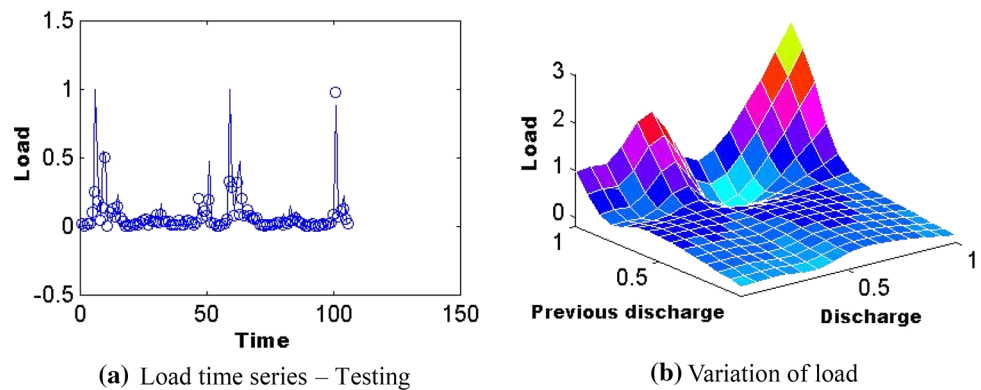 1.5
1
0.5
0
-0.5
0
50
100
150
Load
Time
(a) Load time series – Testing
3
2
1
0
Load
1
0.5
Previous discharge
0.5
1
Discharge
(b) Variation of load